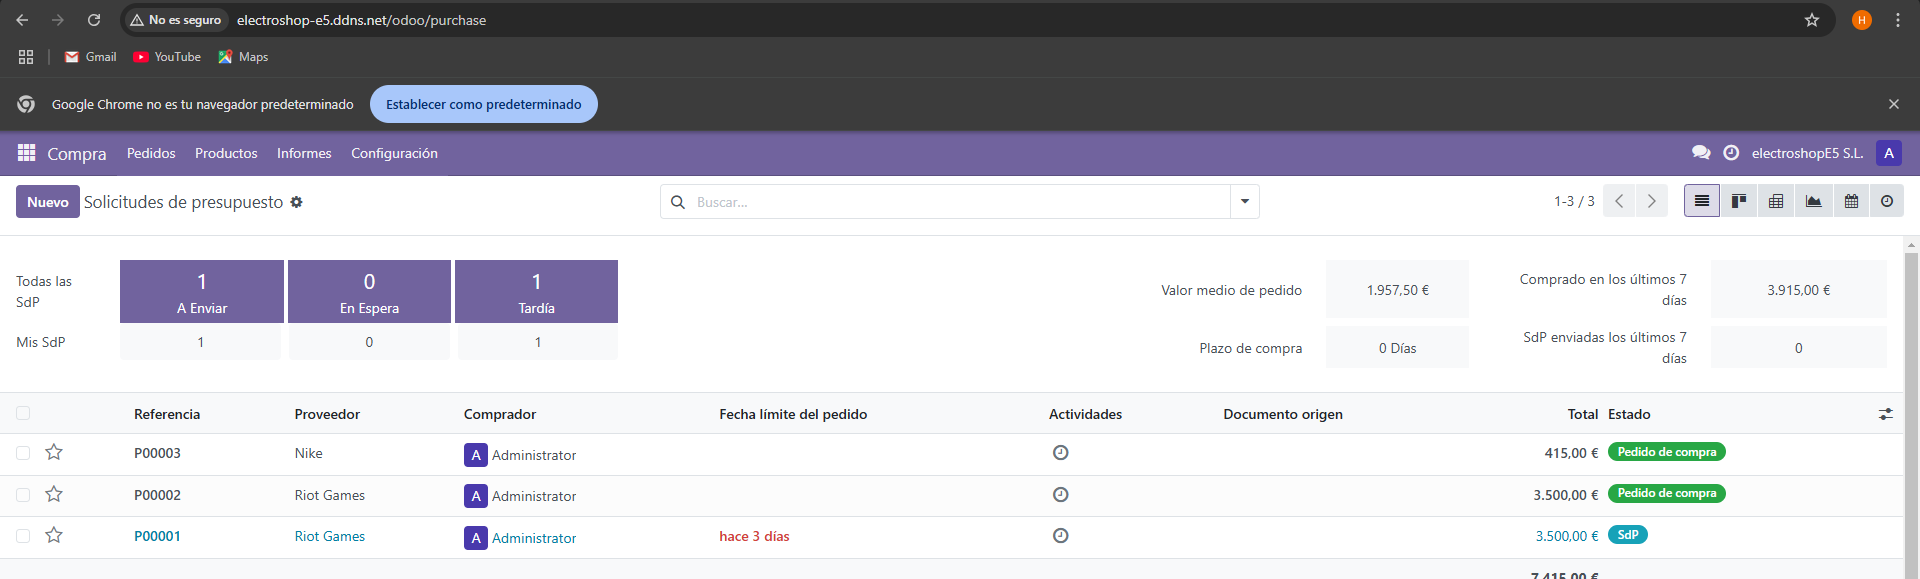 No es seguro electroshop-e5.ddns.net/odoo/purchase H
Gmail YouTube Maps
Google Chrome no es tu navegador predeterminado Establecer como predeterminado
Compra Pedidos Productos Informes Configuración electroshopE5 S.L. A
Nuevo Solicitudes de presupuesto Buscar... 1-3 / 3
Todas las SdP
1 A Enviar
0 En Espera
1 Tardía
Mis SdP 1 0 1
Valor medio de pedido 1.957,50 €
Comprado en los últimos 7 días 3.915,00 €
Plazo de compra 0 Días
SdP enviadas los últimos 7 días 0
Referencia Proveedor Comprador Fecha límite del pedido Actividades Documento origen Total Estado
P00003 Nike A Administrator 415,00 € Pedido de compra
P00002 Riot Games A Administrator 3.500,00 € Pedido de compra
P00001 Riot Games A Administrator hace 3 días 3.500,00 € SdP
7.415,00 €